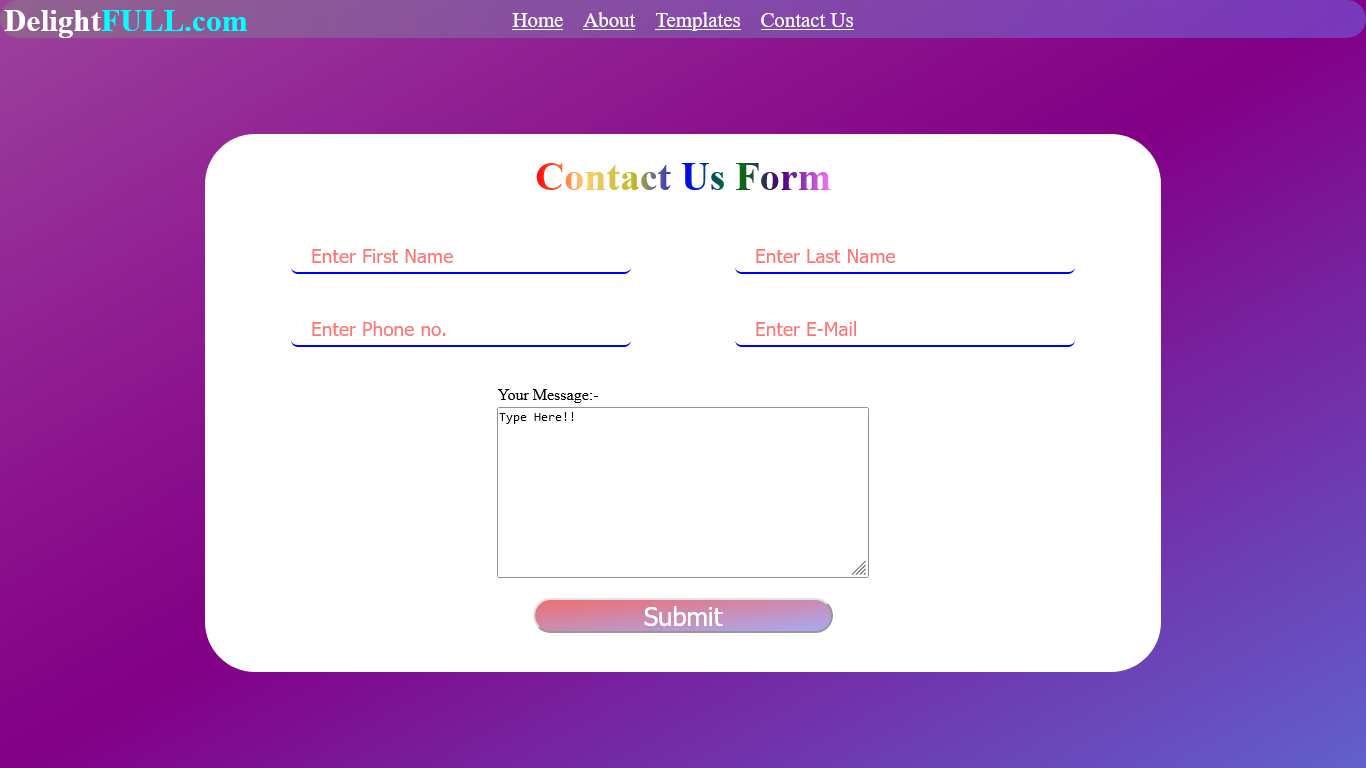 DelightFULL.com Home About Templates Contact Us
Contact Us Form
Enter First Name Enter Last Name
Enter Phone no. Enter E-Mail
Your Message:-
Type Here!!
Submit